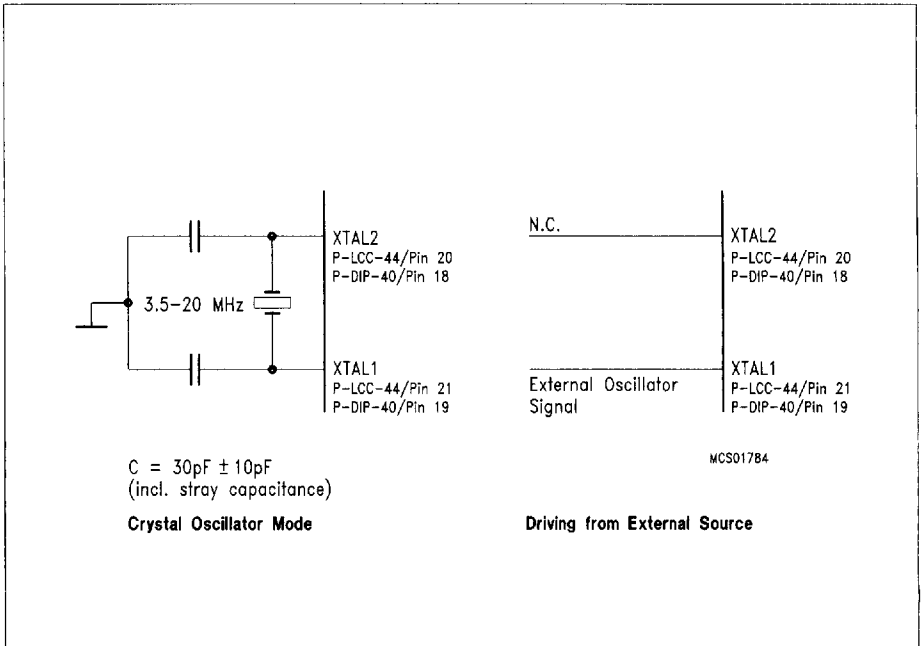 XTAL2
P-LCC-44/Pin 20
P-DIP-40/Pin 18
3.5-20 MHz
XTAL1
P-LCC-44/Pin 21
P-DIP-40/Pin 19
C = 30pF ± 10pF
(incl. stray capacitance)
Crystal Oscillator Mode
N.C.
XTAL2
P-LCC-44/Pin 20
P-DIP-40/Pin 18
External Oscillator
Signal
XTAL1
P-LCC-44/Pin 21
P-DIP-40/Pin 19
MCS01784
Driving from External Source